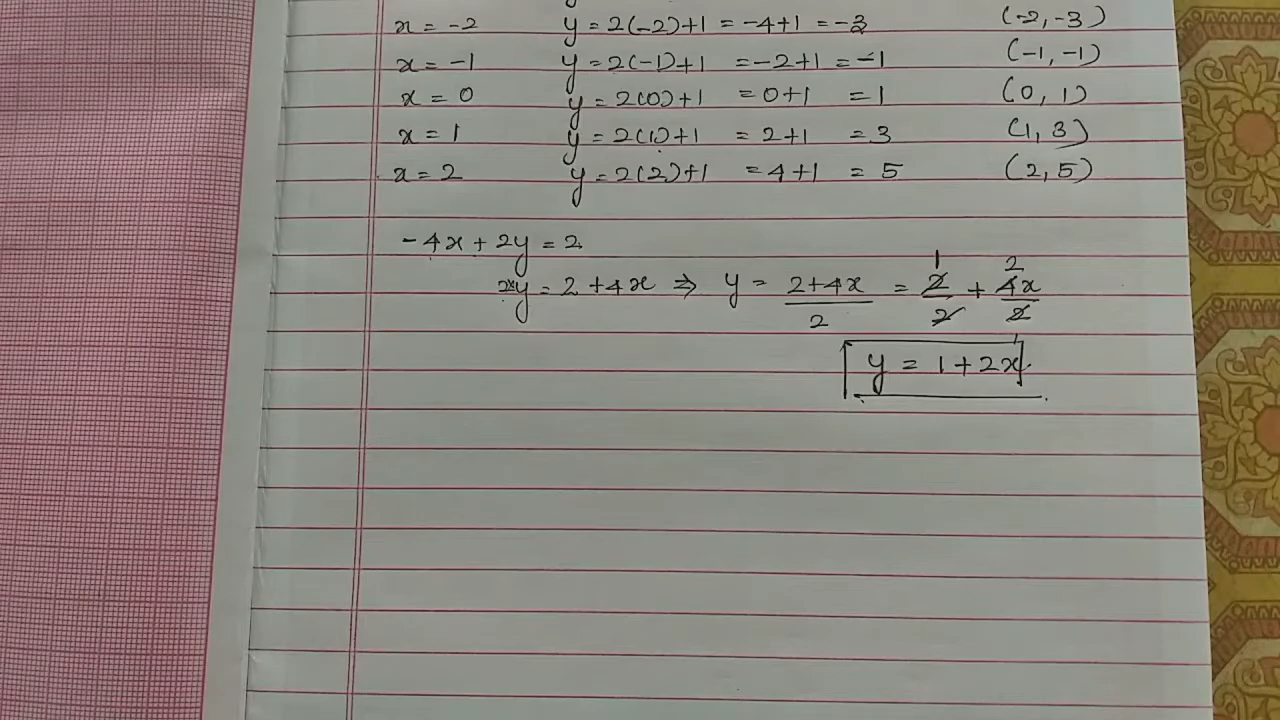 x = -2 y = 2(-2)+1 = -4+1 = -3 (-2, -3)
x = -1 y = 2(-1)+1 = -2+1 = -1 (-1, -1)
x = 0 y = 2(0)+1 = 0+1 = 1 (0, 1)
x = 1 y = 2(1)+1 = 2+1 = 3 (1, 3)
x = 2 y = 2(2)+1 = 4+1 = 5 (2, 5)
-4x + 2y = 2
2y = 2 + 4x ⇒ y = (2+4x)/2 = 2/2 + 4x/2
y = 1 + 2x